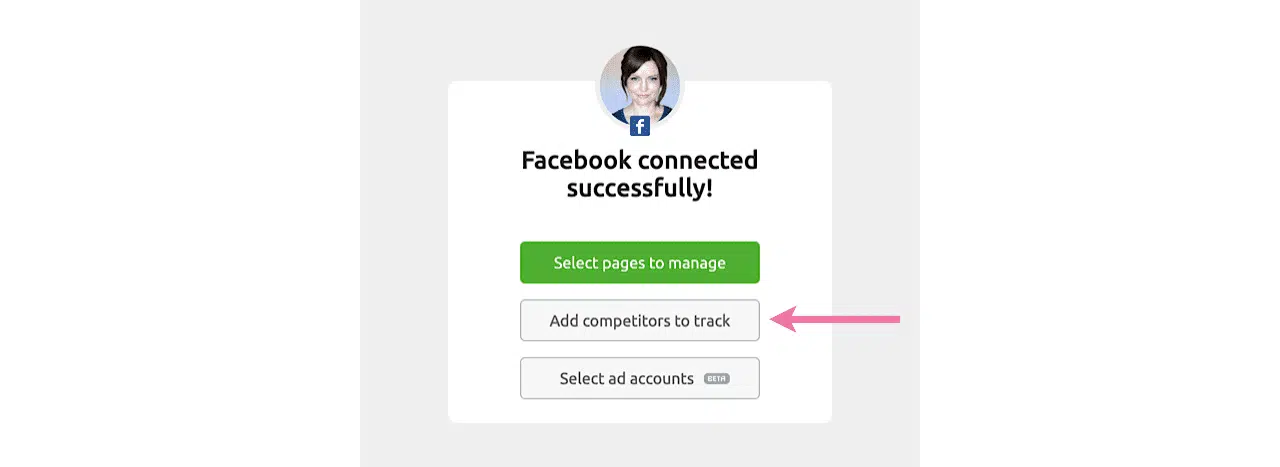 Facebook connected
successfully!
Select pages to manage
Add competitors to track
Select ad accounts BETA